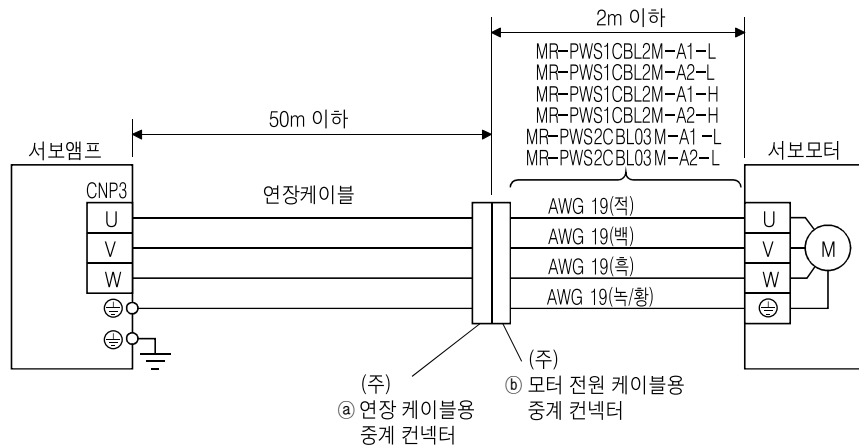 2m 이하
MR-PWS1CBL2M-A1-L
MR-PWS1CBL2M-A2-L
MR-PWS1CBL2M-A1-H
MR-PWS1CBL2M-A2-H
MR-PWS2CBL03M-A1-L
MR-PWS2CBL03M-A2-L
50m 이하
서보앰프
서보모터
CNP3
연장케이블
U
V
W
AWG 19(적)
AWG 19(백)
AWG 19(흑)
AWG 19(녹/황)
U
V
W
M
(주)
ⓐ 연장 케이블용
중계 컨넥터
(주)
ⓑ 모터 전원 케이블용
중계 컨넥터